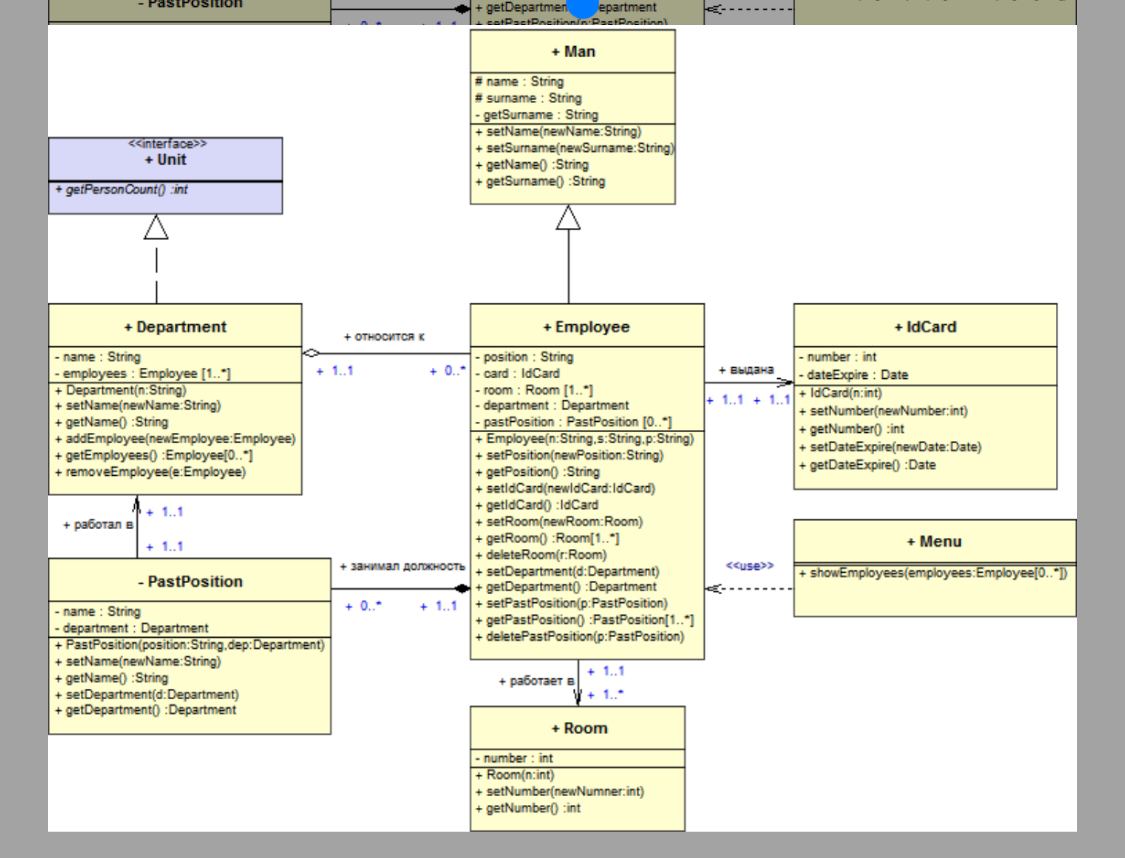 - PastPosition
+ getDepartment
epartment
+ setPastPosition(p:PastPosition)
+ 0..* + 1..1
+ Man
# name : String
# surname : String
- getSurname : String
+ setName(newName:String)
+ setSurname(newSurname:String)
+ getName() :String
+ getSurname() :String
<<interface>>
+ Unit
+ getPersonCount() :int
+ Department
- name : String
- employees : Employee [1..*]
+ Department(n:String)
+ setName(newName:String)
+ getName() :String
+ addEmployee(newEmployee:Employee)
+ getEmployees() :Employee[0..*]
+ removeEmployee(e:Employee)
+ относится к
+ 1..1 + 0..*
+ Employee
- position : String
- card : IdCard
- room : Room [1..*]
- department : Department
- pastPosition : PastPosition [0..*]
+ Employee(n:String,s:String,p:String)
+ setPosition(newPosition:String)
+ getPosition() :String
+ setIdCard(newIdCard:IdCard)
+ getIdCard() :IdCard
+ setRoom(newRoom:Room)
+ getRoom() :Room[1..*]
+ deleteRoom(r:Room)
+ setDepartment(d:Department)
+ getDepartment() :Department
+ setPastPosition(p:PastPosition)
+ getPastPosition() :PastPosition[1..*]
+ deletePastPosition(p:PastPosition)
+ выдана
+ 1..1 + 1..1
+ IdCard
- number : int
- dateExpire : Date
+ IdCard(n:int)
+ setNumber(newNumber:int)
+ getNumber() :int
+ setDateExpire(newDate:Date)
+ getDateExpire() :Date
+ работал в
+ 1..1
+ 1..1
- PastPosition
- name : String
- department : Department
+ PastPosition(position:String,dep:Department)
+ setName(newName:String)
+ getName() :String
+ setDepartment(d:Department)
+ getDepartment() :Department
+ занимал должность
+ 0..* + 1..1
<<use>>
+ Menu
+ showEmployees(employees:Employee[0..*])
+ работает в
+ 1..1
+ 1..*
+ Room
- number : int
+ Room(n:int)
+ setNumber(newNumner:int)
+ getNumber() :int